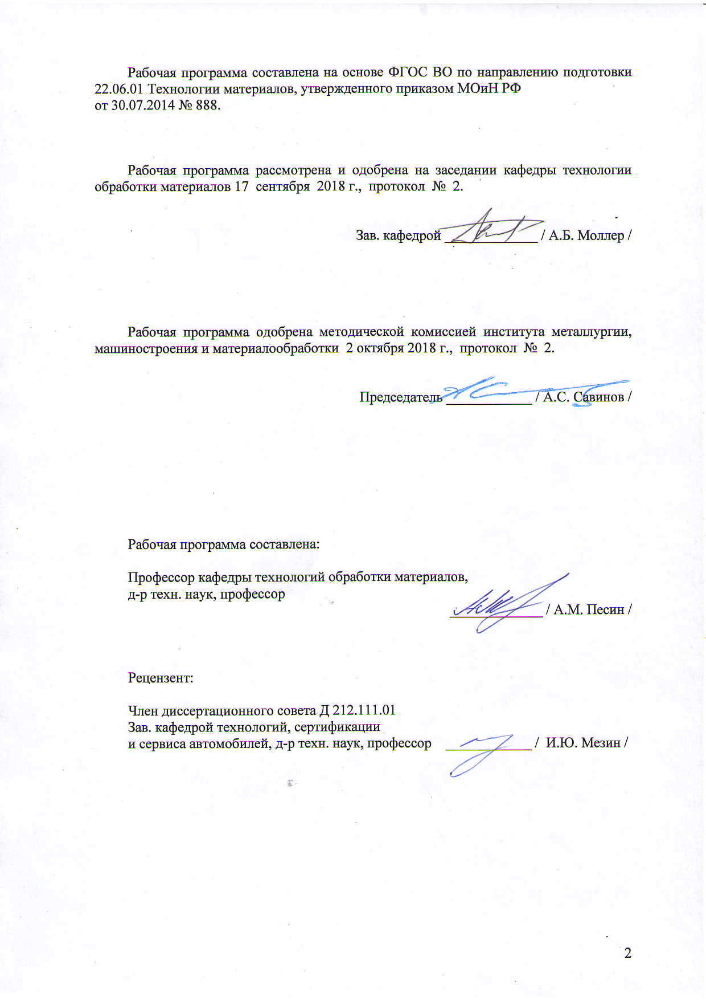 Рабочая программа составлена на основе ФГОС ВО по направлению подготовки
22.06.01 Технологии материалов, утвержденного приказом МОиН РФ
от 30.07.2014 № 888.
Рабочая программа рассмотрена и одобрена на заседании кафедры технологии
обработки материалов 17 сентября 2018 г., протокол № 2.
Зав. кафедрой _____________ / А.Б. Моллер /
Рабочая программа одобрена методической комиссией института металлургии,
машиностроения и материалообработки 2 октября 2018 г., протокол № 2.
Председатель ____________ / А.С. Савинов /
Рабочая программа составлена:
Профессор кафедры технологий обработки материалов,
д-р техн. наук, профессор
_____________ / А.М. Песин /
Рецензент:
Член диссертационного совета Д 212.111.01
Зав. кафедрой технологий, сертификации
и сервиса автомобилей, д-р техн. наук, профессор ____________ / И.Ю. Мезин /
2